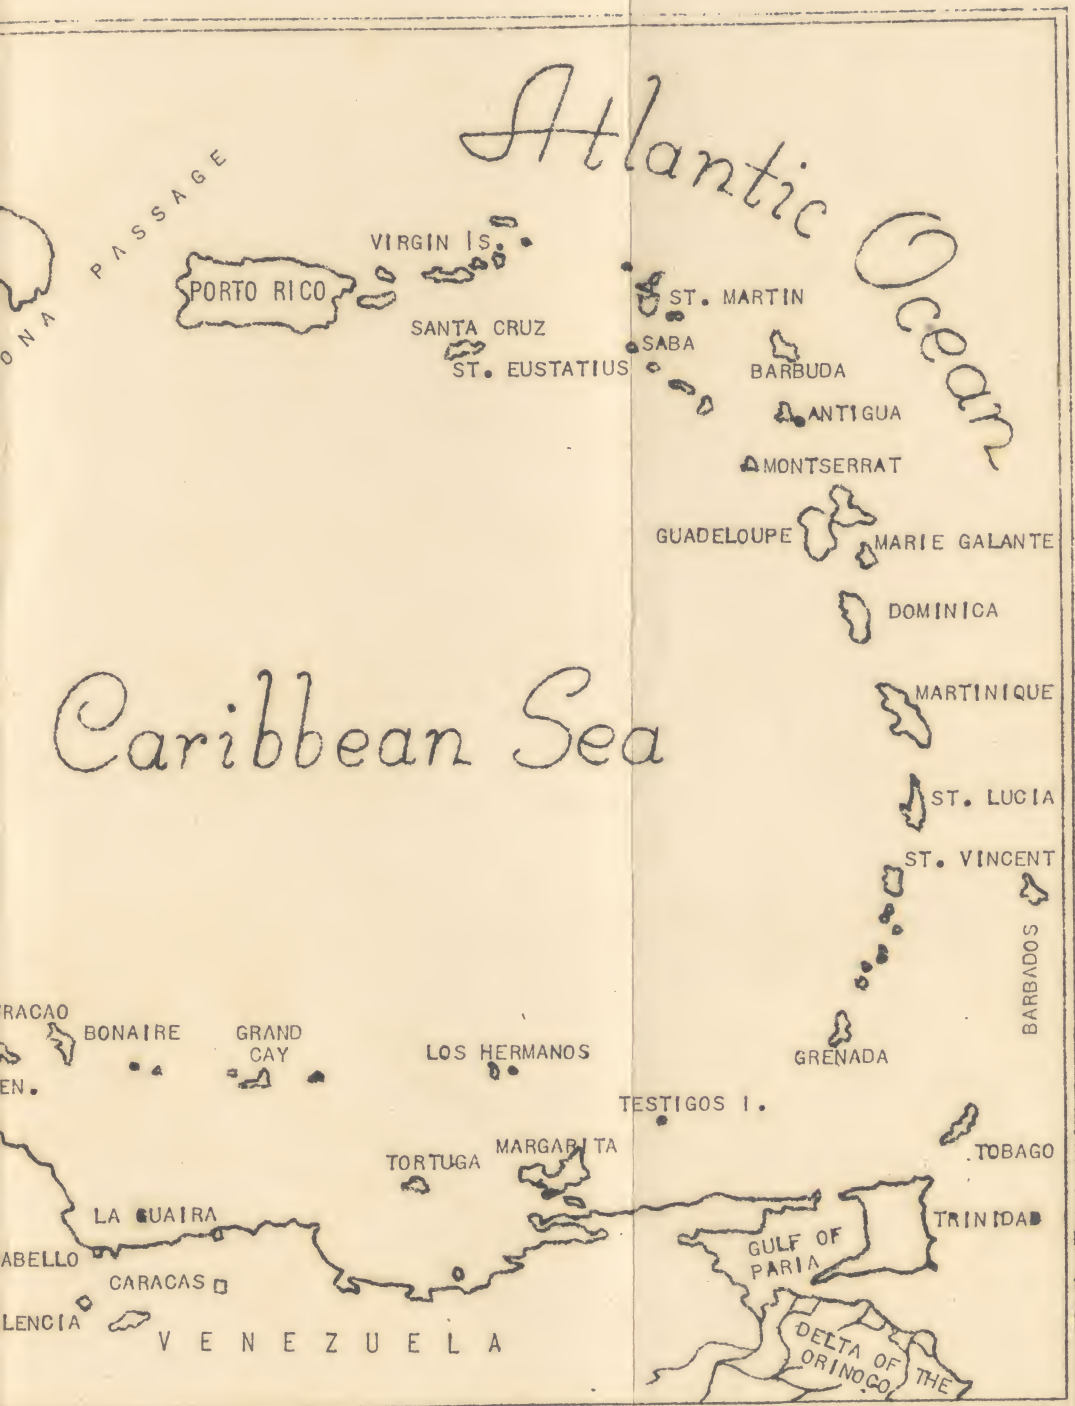 Atlantic Ocean
PASSAGE
ONA
VIRGIN IS.
PORTO RICO
ST. MARTIN
SANTA CRUZ
SABA
ST. EUSTATIUS
BARBUDA
ANTIGUA
MONTSERRAT
GUADELOUPE
MARIE GALANTE
DOMINICA
MARTINIQUE
Caribbean Sea
ST. LUCIA
ST. VINCENT
BARBADOS
RACAO
BONAIRE
GRAND
CAY
LOS HERMANOS
GRENADA
EN.
TESTIGOS I.
MARGARITA
TORTUGA
TOBAGO
LA GUAIRA
TRINIDAD
GULF OF
PARIA
ABELLO
CARACAS
LENCIA
VENEZUELA
DELTA OF THE
ORINOCO